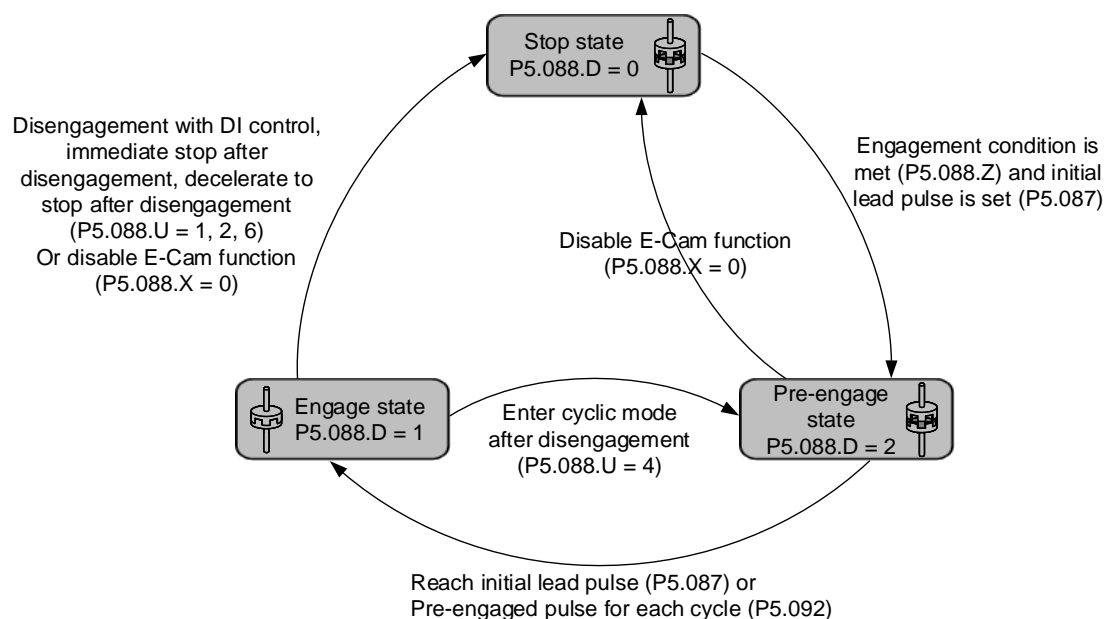 Stop state
P5.088.D = 0
Disengagement with DI control,
immediate stop after
disengagement, decelerate to
stop after disengagement
(P5.088.U = 1, 2, 6)
Or disable E-Cam function
(P5.088.X = 0)
Engagement condition is
met (P5.088.Z) and initial
lead pulse is set (P5.087)
Disable E-Cam function
(P5.088.X = 0)
Engage state
P5.088.D = 1
Enter cyclic mode
after disengagement
(P5.088.U = 4)
Pre-engage
state
P5.088.D = 2
Reach initial lead pulse (P5.087) or
Pre-engaged pulse for each cycle (P5.092)